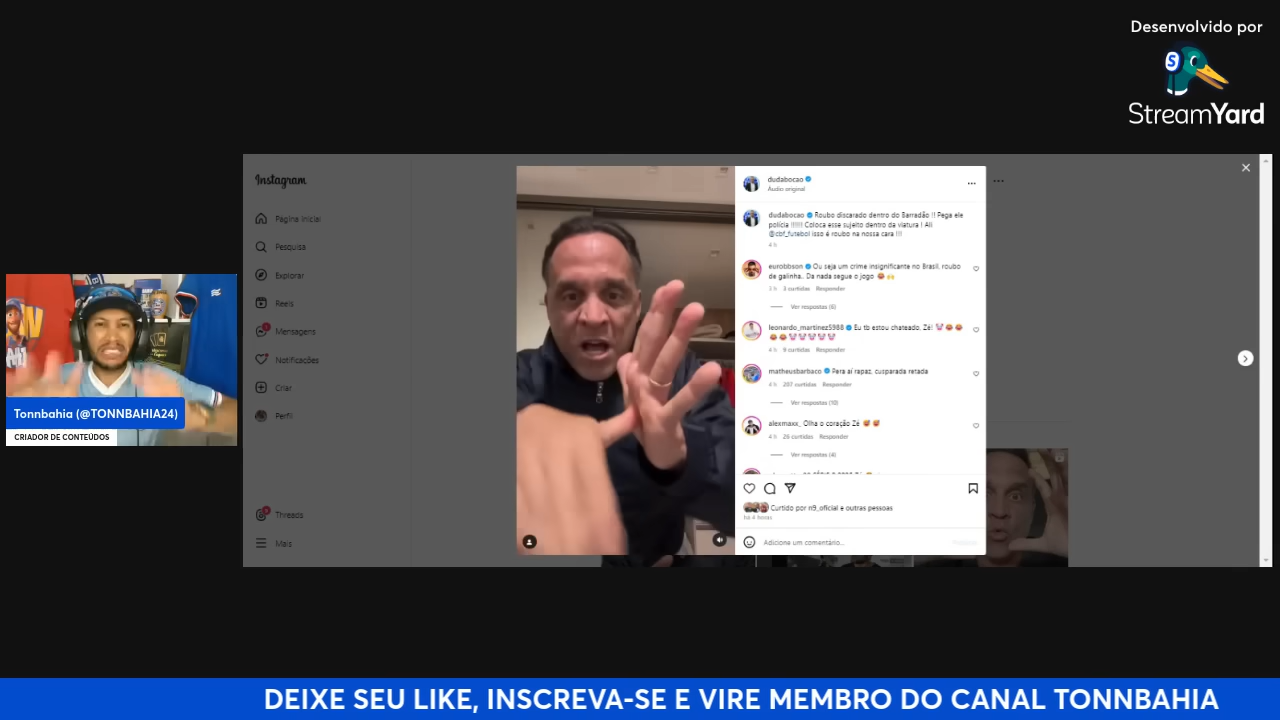 Desenvolvido por
StreamYard
Instagram
Página inicial
Pesquisa
Explorar
Reels
Mensagens
Notificações
Criar
Perfil
Threads
Mais
dudabocao
Áudio original
dudabocao Roubo discarado dentro do Barradão !! Pega ele
polícia !!!!!! Coloca esse sujeito dentro da viatura ! Ali
@cbf_futebol isso é roubo na nossa cara !!!
4 h
eurobbson Ou seja um crime insignificante no Brasil, roubo
de galinha.. Da nada segue o jogo
3 h 3 curtidas Responder
Ver respostas (6)
leonardo_martinez5988 Eu tb estou chateado, Zé!
4 h 9 curtidas Responder
matheusbarbaco Para aí rapaz, cusparada retada
4 h 207 curtidas Responder
Ver respostas (10)
alexmaxx_ Olha o coração Zé
4 h 26 curtidas Responder
Ver respostas (4)
Curtido por n9_oficial e outras pessoas
há 4 horas
Adicione um comentário...
Tonnbahia (@TONNBAHIA24)
CRIADOR DE CONTEÚDOS
DEIXE SEU LIKE, INSCREVA-SE E VIRE MEMBRO DO CANAL TONNBAHIA